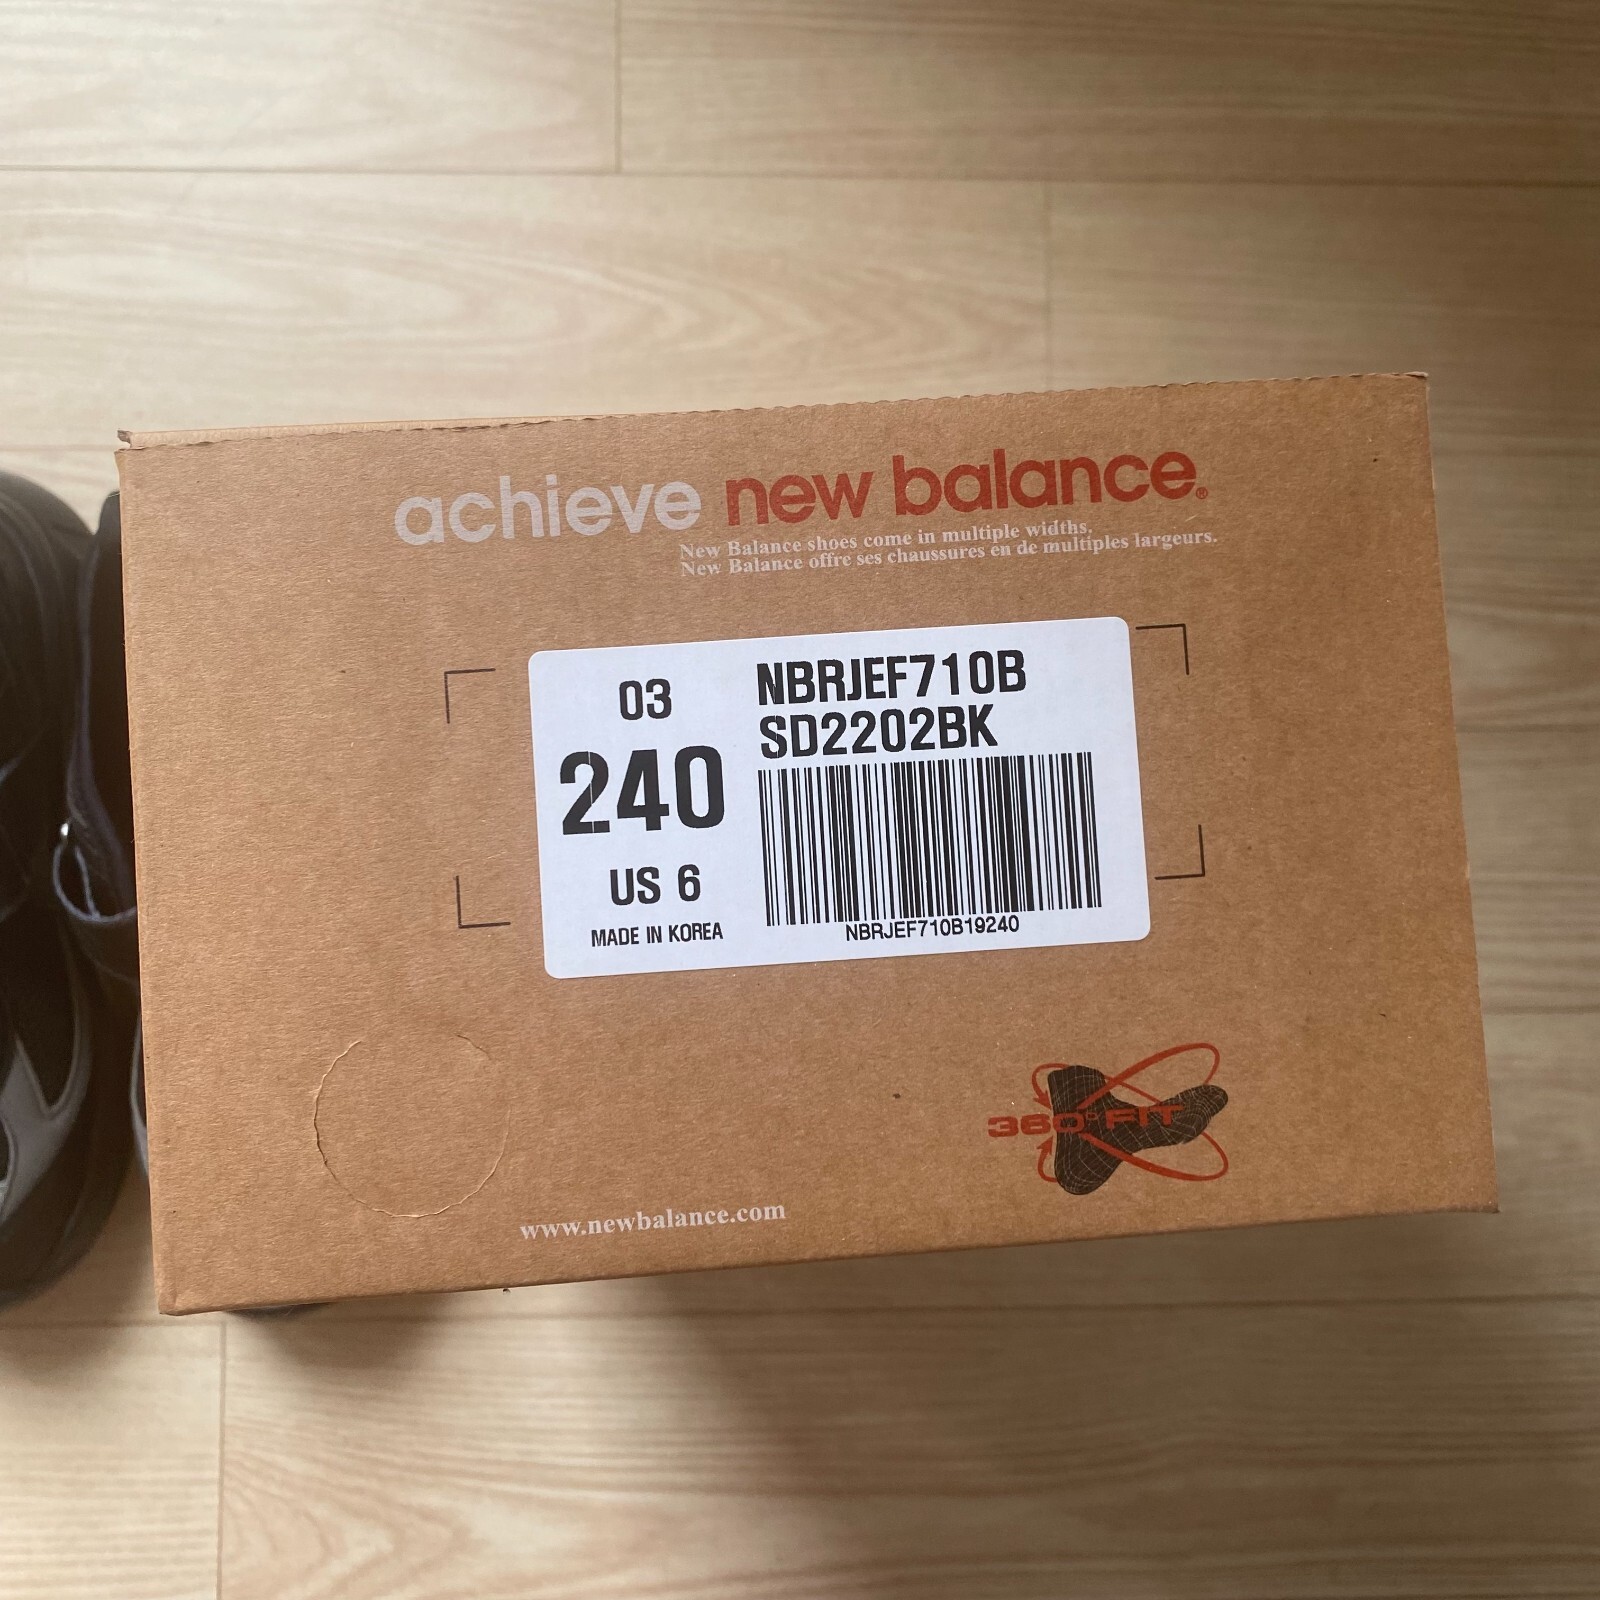 achieve new balance®
New Balance shoes come in multiple widths.
New Balance offre ses chaussures en de multiples largeurs.
03
240
US 6
MADE IN KOREA
NBRJEF710B
SD2202BK
NBRJEF710B19240
360° FIT
www.newbalance.com